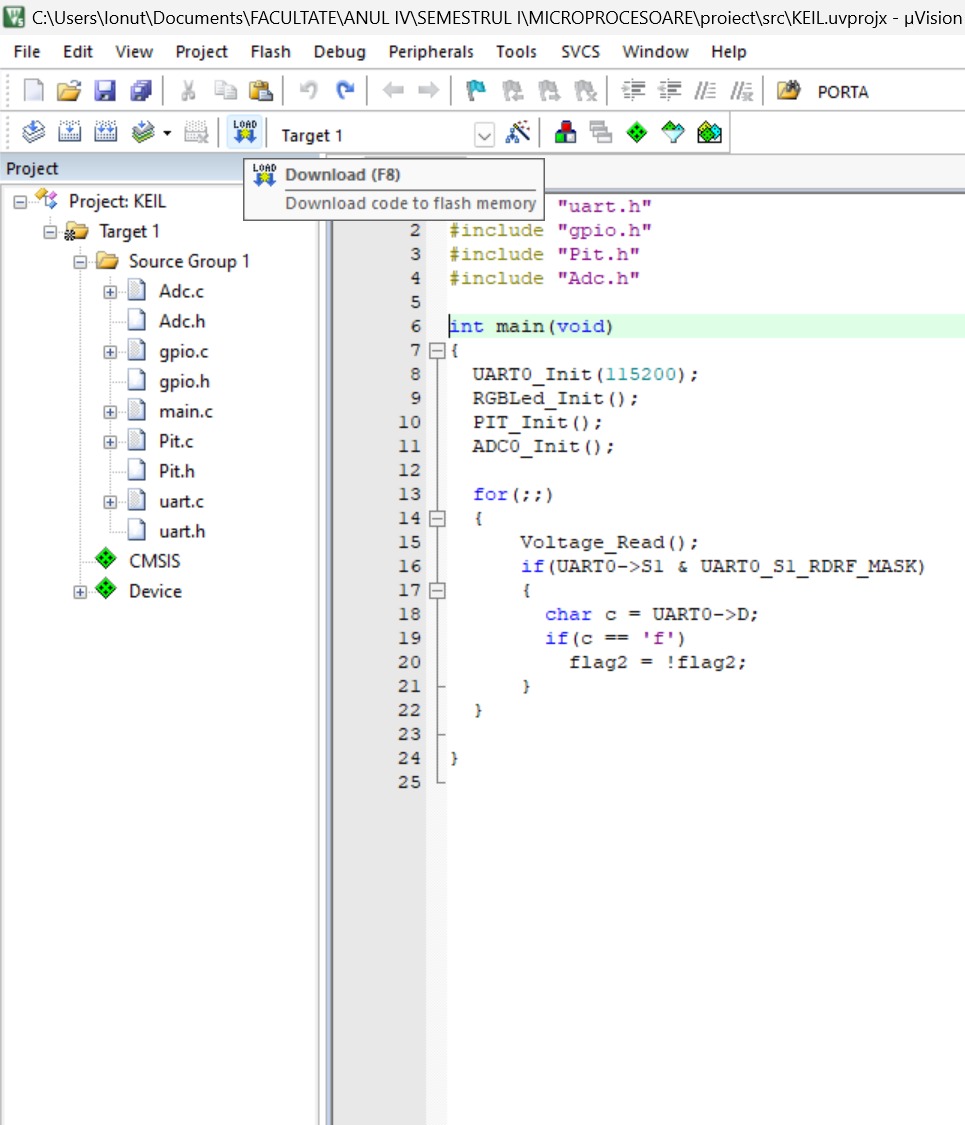 C:\Users\Ionut\Documents\FACULTATE\ANUL IV\SEMESTRUL I\MICROPROCESOARE\proiect\src\KEIL.uvprojx - µVision
File Edit View Project Flash Debug Peripherals Tools SVCS Window Help
PORTA
LOAD Target 1
Project
LOAD Download (F8)
Download code to flash memory
Project: KEIL
Target 1
Source Group 1
Adc.c
Adc.h
gpio.c
gpio.h
main.c
Pit.c
Pit.h
uart.c
uart.h
CMSIS
Device
"uart.h"
2 #include "gpio.h"
3 #include "Pit.h"
4 #include "Adc.h"
5
6 int main(void)
7 {
8 UART0_Init(115200);
9 RGBLed_Init();
10 PIT_Init();
11 ADC0_Init();
12
13 for(;;)
14 {
15 Voltage_Read();
16 if(UART0->S1 & UART0_S1_RDRF_MASK)
17 {
18 char c = UART0->D;
19 if(c == 'f')
20 flag2 = !flag2;
21 }
22 }
23
24 }
25